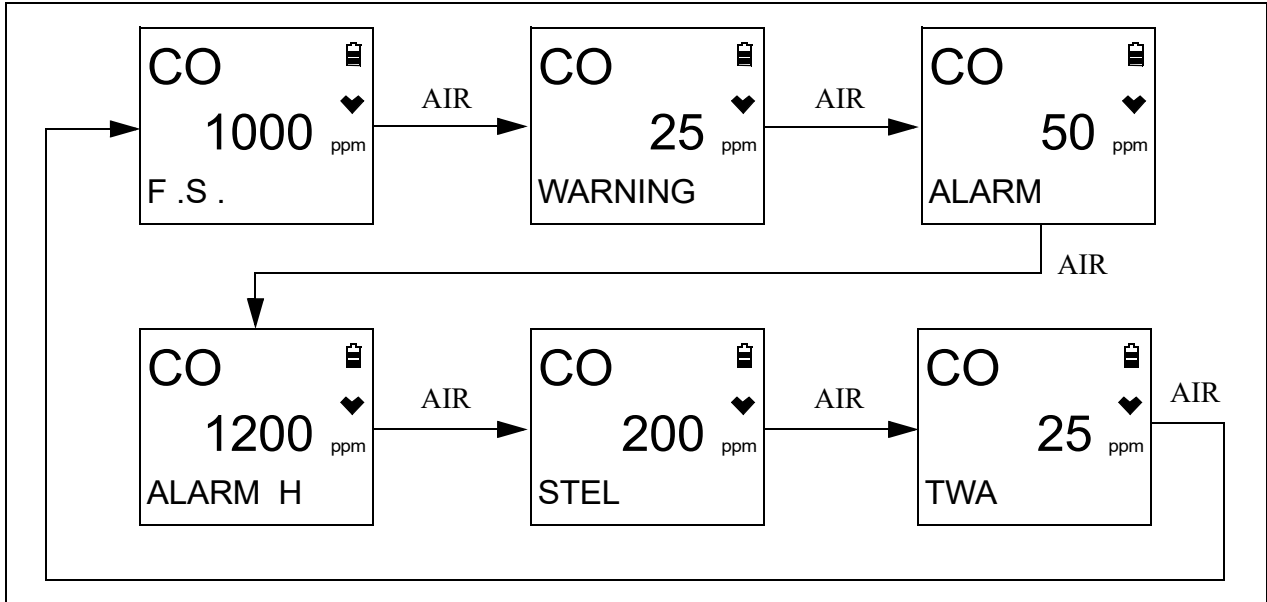 CO
1000 ppm
F .S .
AIR
CO
25 ppm
WARNING
AIR
CO
50 ppm
ALARM
AIR
CO
1200 ppm
ALARM H
AIR
CO
200 ppm
STEL
AIR
CO
25 ppm
TWA
AIR